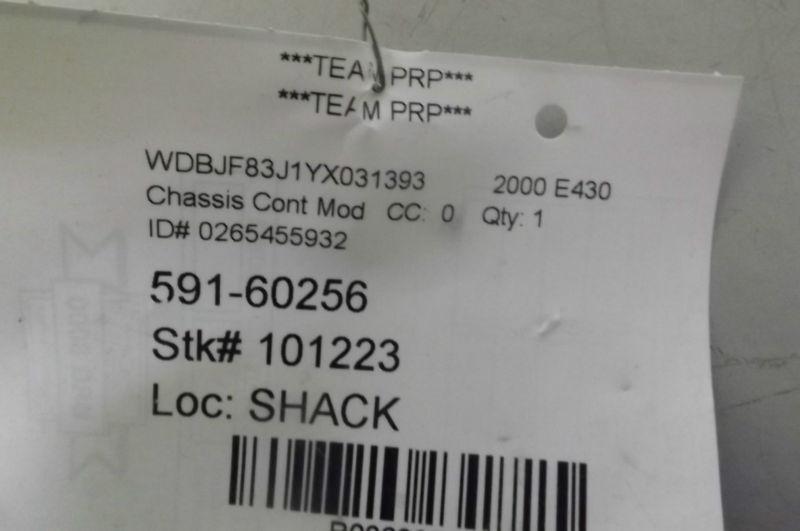 ***TEAM PRP***
***TEAM PRP***
WDBJF83J1YX031393 2000 E430
Chassis Cont Mod CC: 0 Qty: 1
ID# 0265455932
591-60256
Stk# 101223
Loc: SHACK